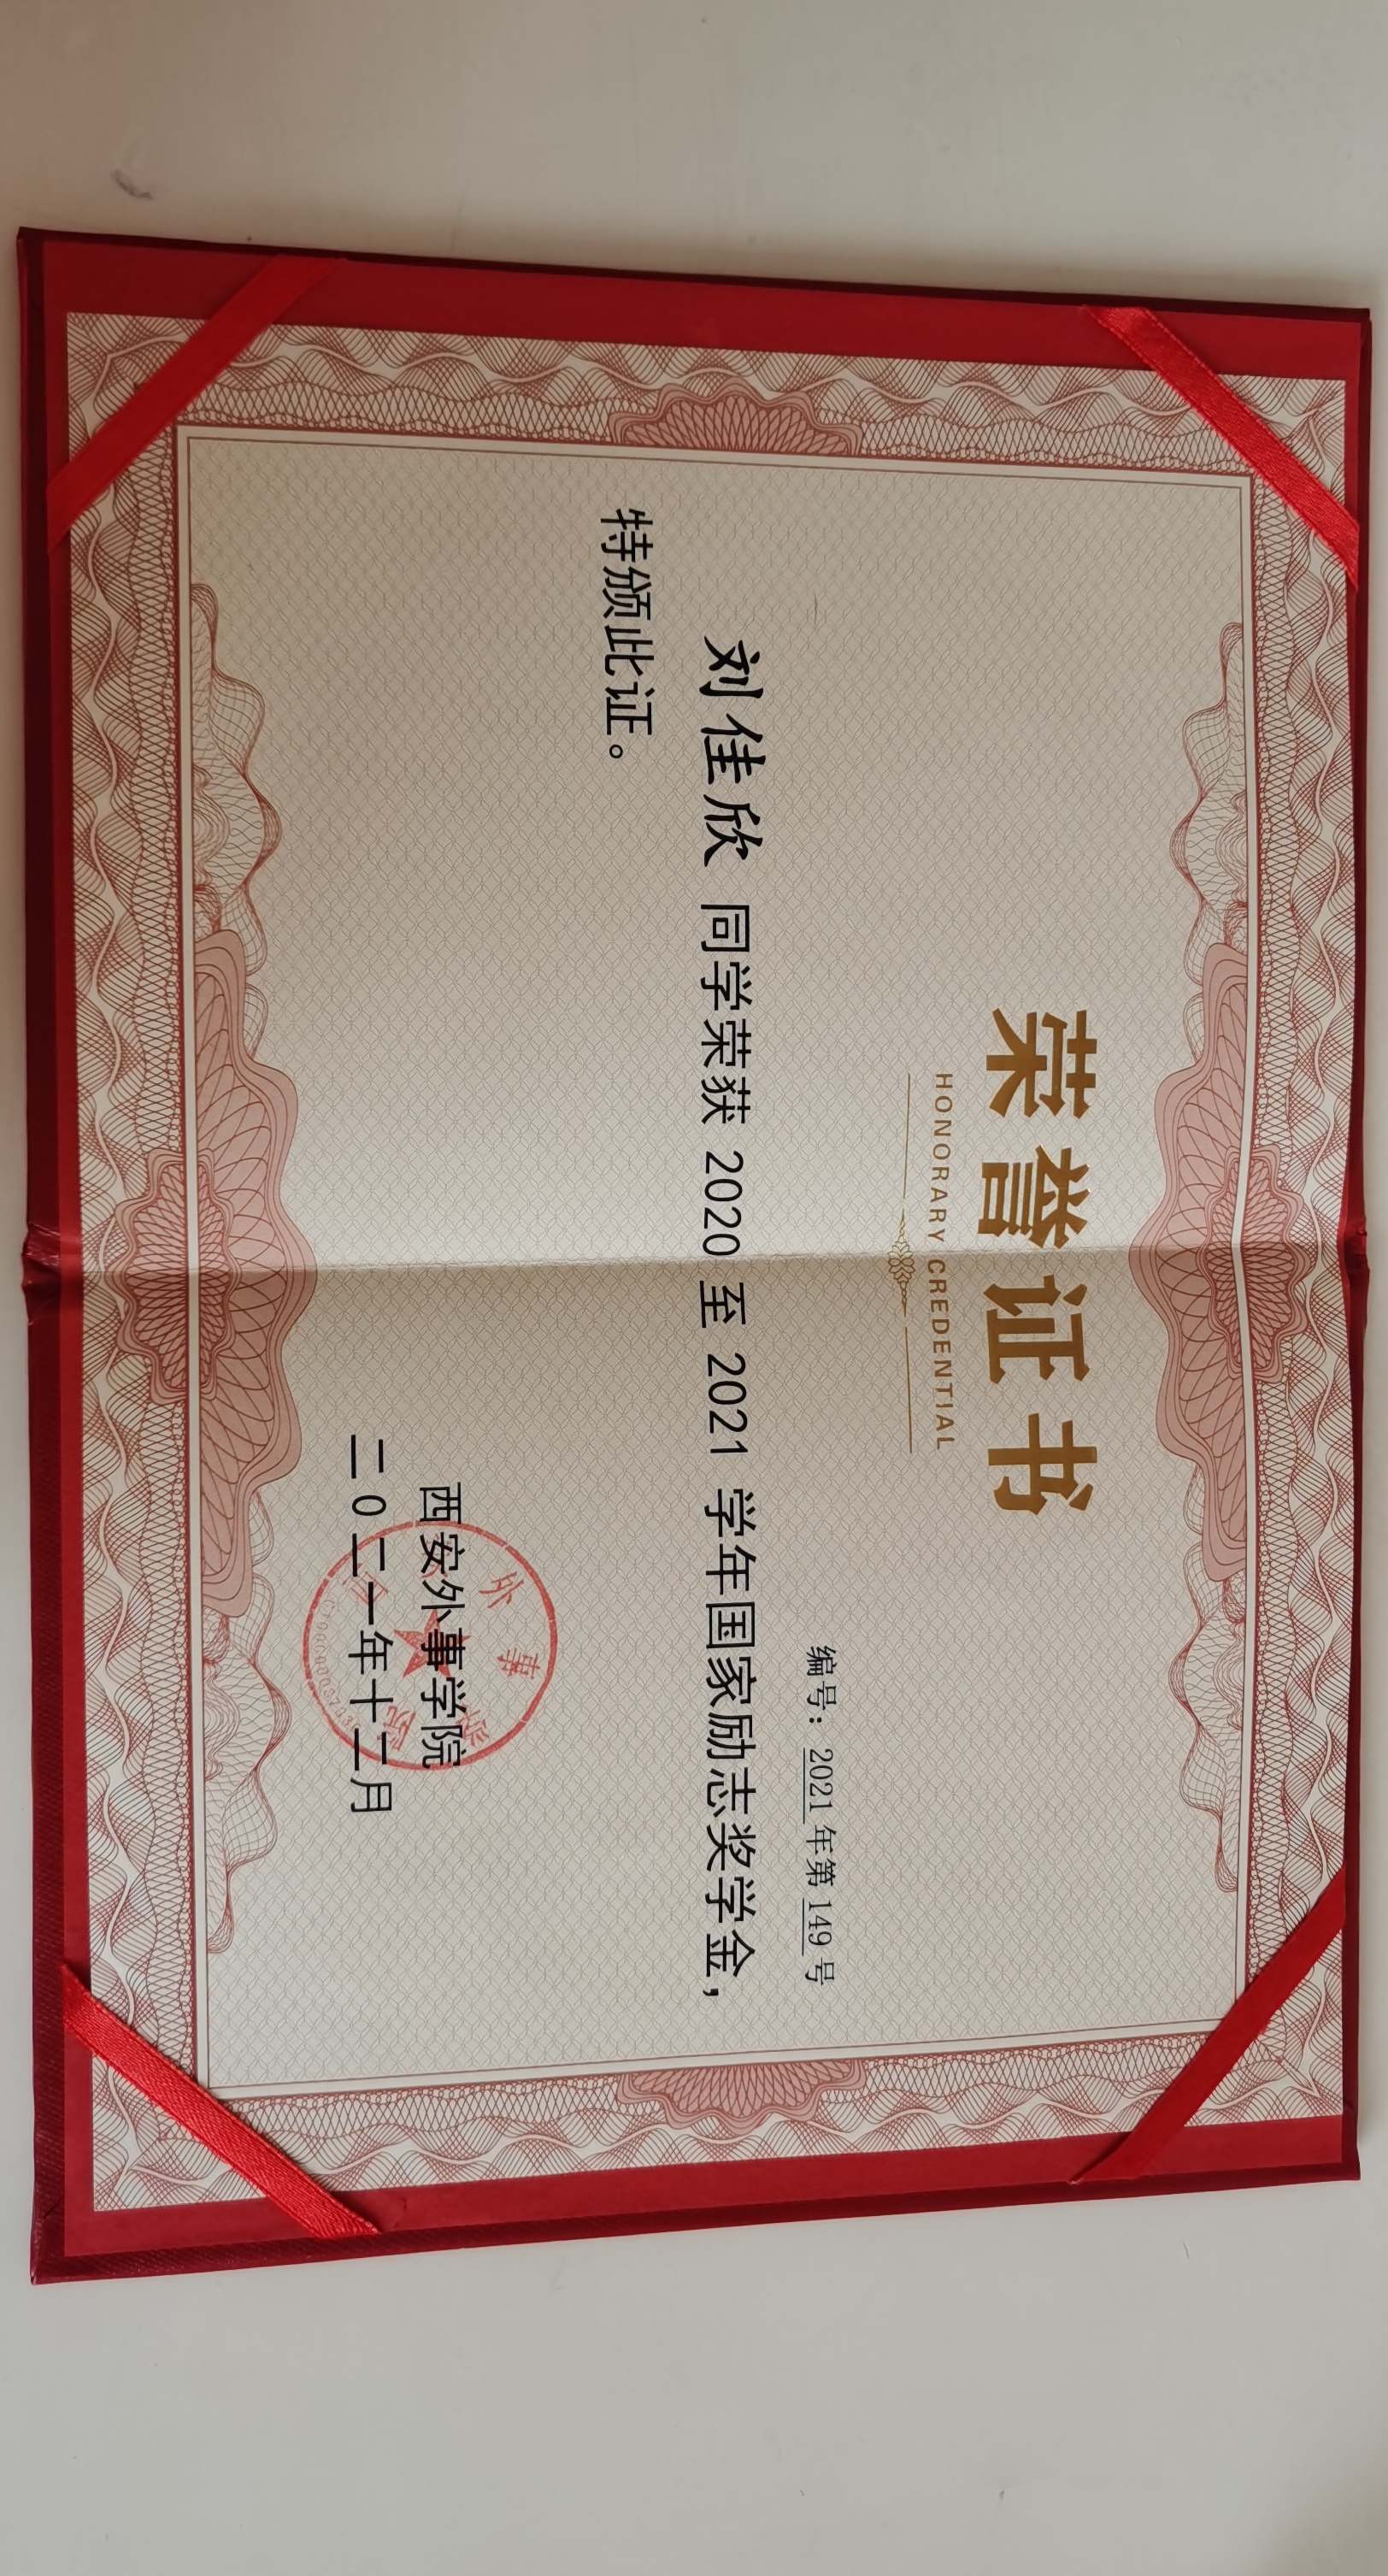 荣誉证书
HONORARY CREDENTIAL
编号：2021年第149号
刘佳欣 同学荣获 2020 至 2021 学年国家励志奖学金，
特颁此证。
西安外事学院
二0二一年十二月